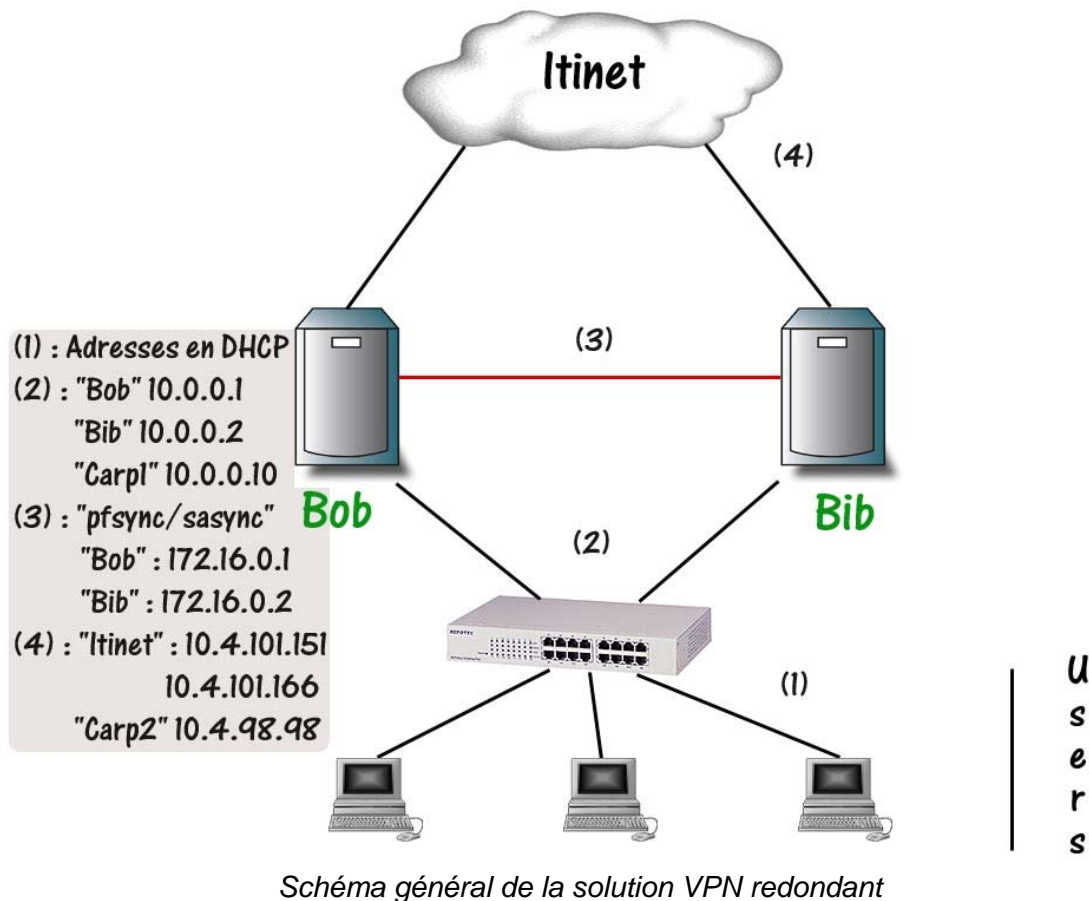 Itinet
(4)
(1) : Adresses en DHCP
(2) : "Bob" 10.0.0.1
"Bib" 10.0.0.2
"Carp1" 10.0.0.10
(3) : "pfsync/sasync"
"Bob" : 172.16.0.1
"Bib" : 172.16.0.2
(4) : "Itinet" : 10.4.101.151
10.4.101.166
"Carp2" 10.4.98.98
(3)
Bob
Bib
(2)
REPOTEC
(1)
Users
Schéma général de la solution VPN redondant